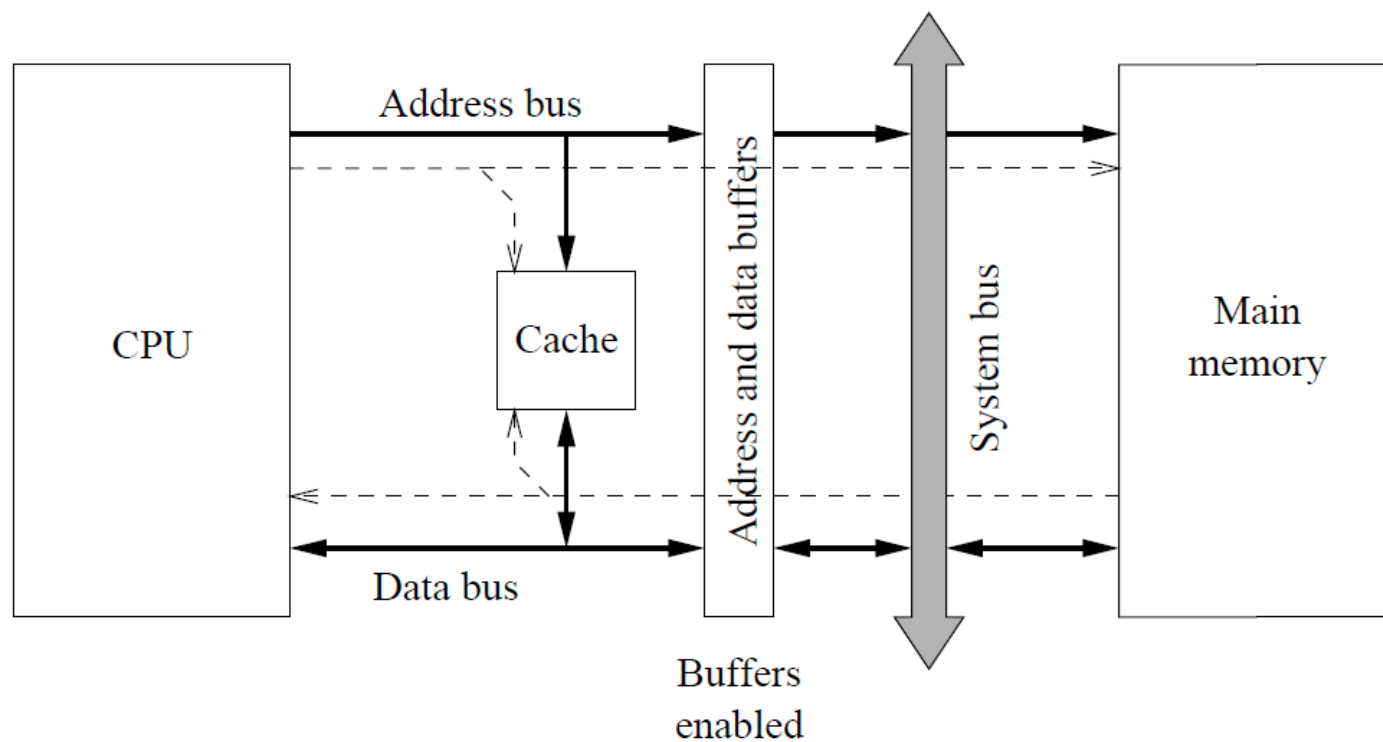 Address bus
CPU
Cache
Address and data buffers
System bus
Main
memory
Data bus
Buffers
enabled